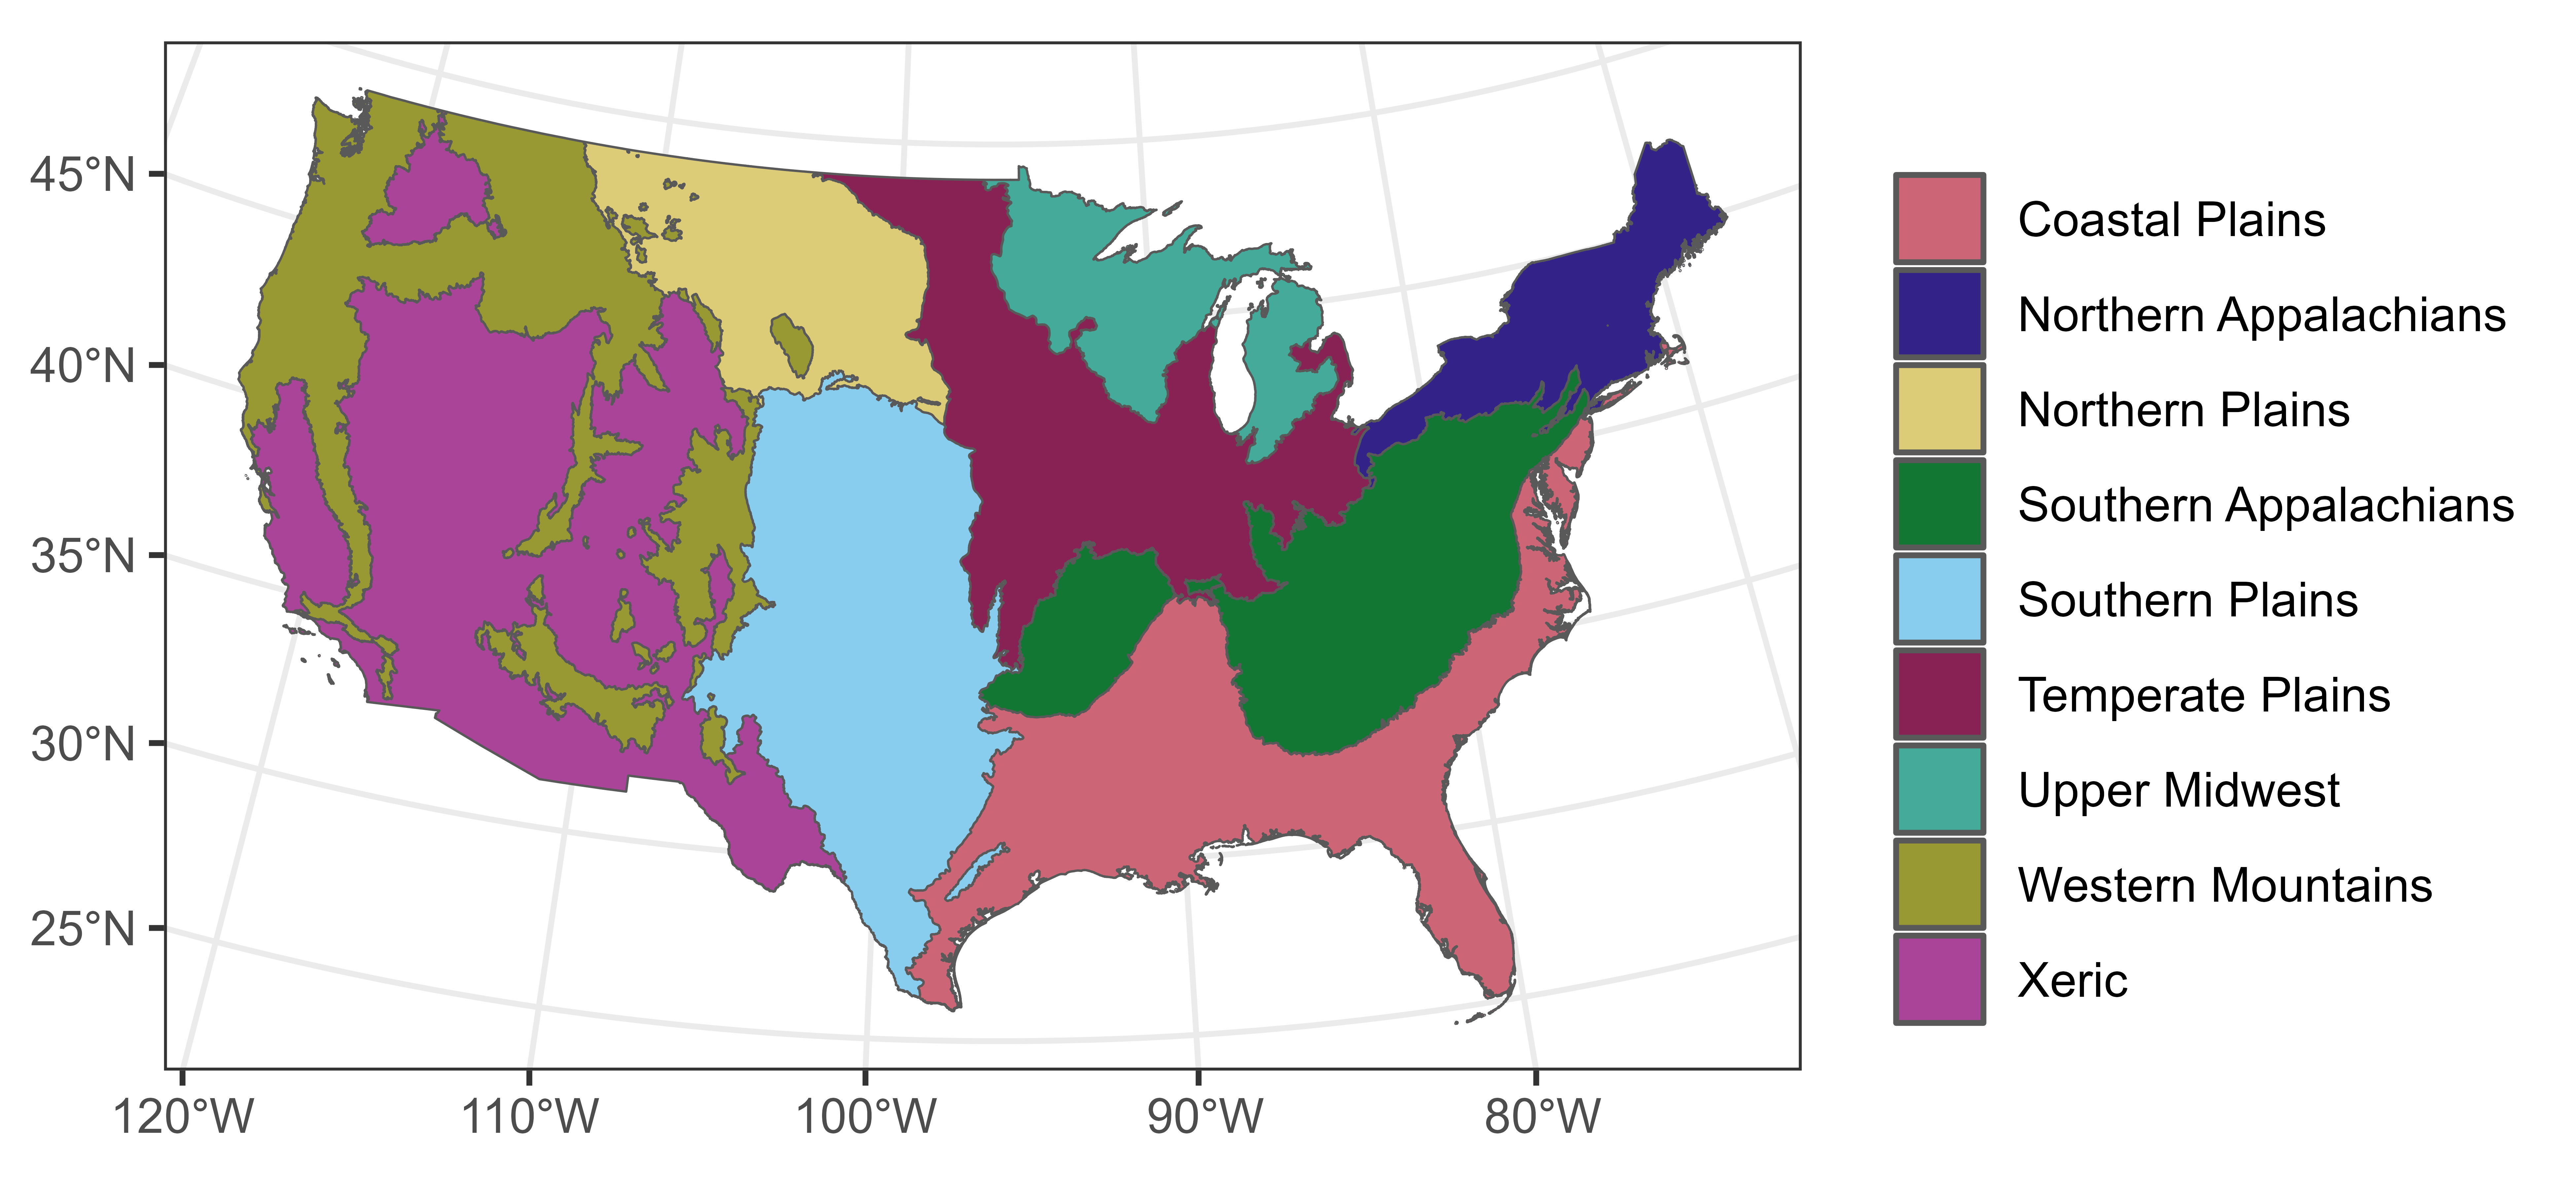 45°N
40°N
35°N
30°N
25°N
120°W
110°W
100°W
90°W
80°W
Coastal Plains
Northern Appalachians
Northern Plains
Southern Appalachians
Southern Plains
Temperate Plains
Upper Midwest
Western Mountains
Xeric